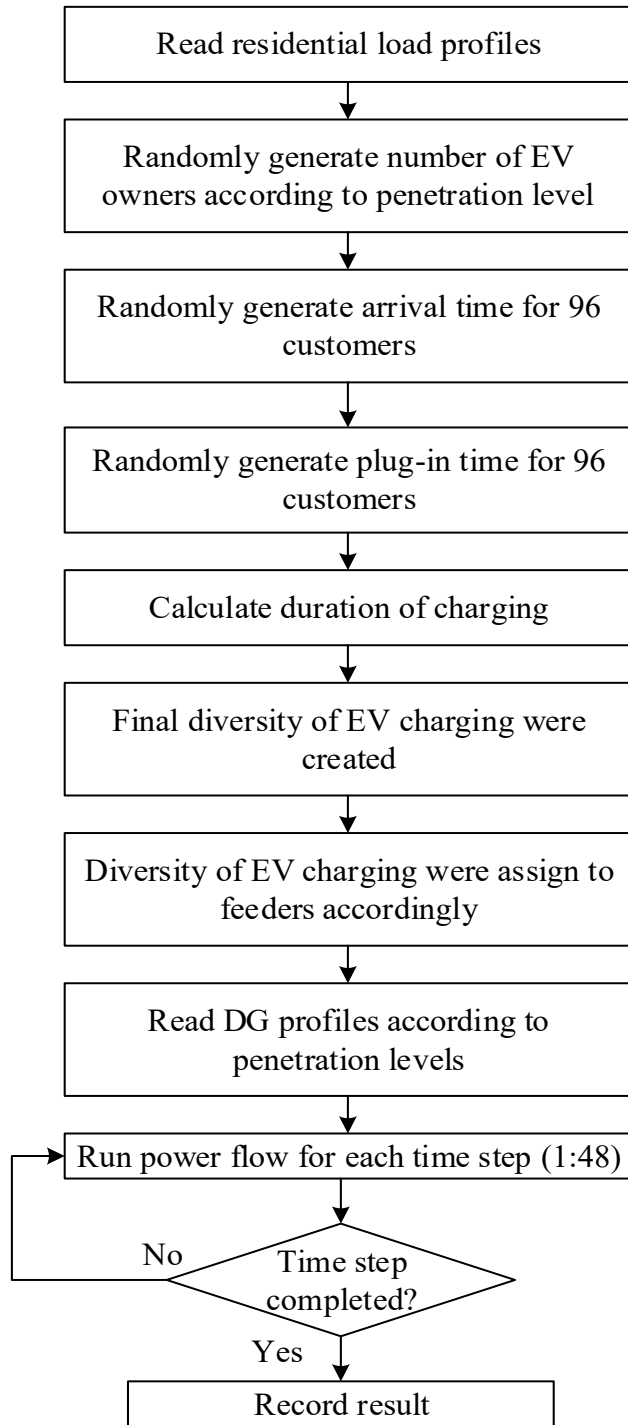 Read residential load profiles
Randomly generate number of EV
owners according to penetration level
Randomly generate arrival time for 96
customers
Randomly generate plug-in time for 96
customers
Calculate duration of charging
Final diversity of EV charging were
created
Diversity of EV charging were assign to
feeders accordingly
Read DG profiles according to
penetration levels
Run power flow for each time step (1:48)
No
Time step
completed?
Yes
Record result